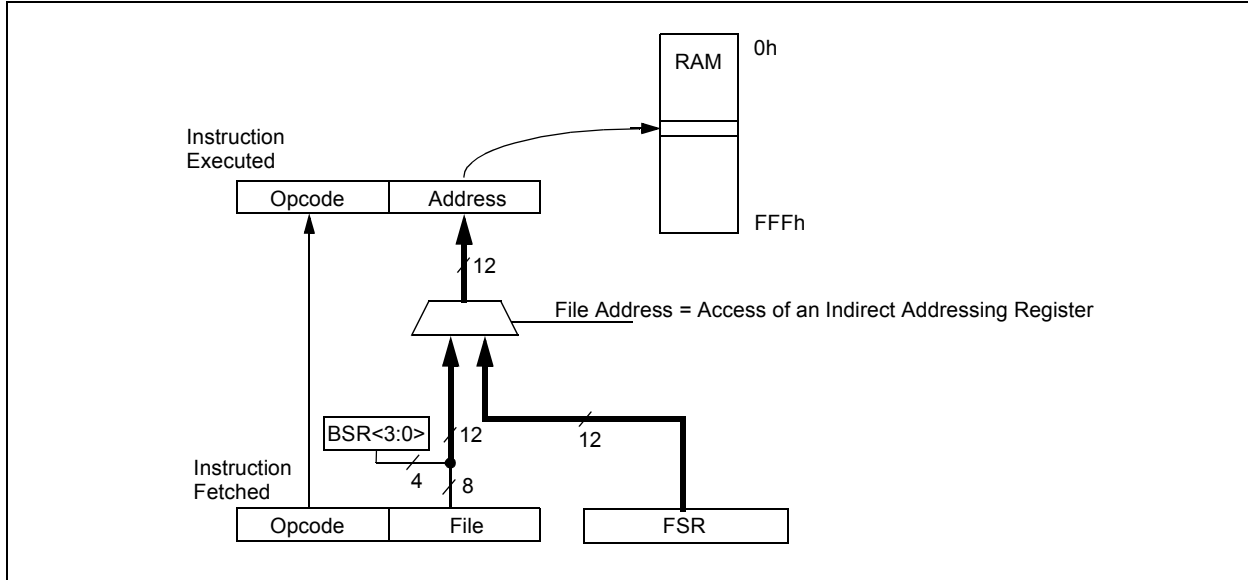 0h
RAM
Instruction
Executed
Opcode
Address
FFFh
12
File Address = Access of an Indirect Addressing Register
BSR<3:0>
12
12
4
8
Instruction
Fetched
Opcode
File
FSR